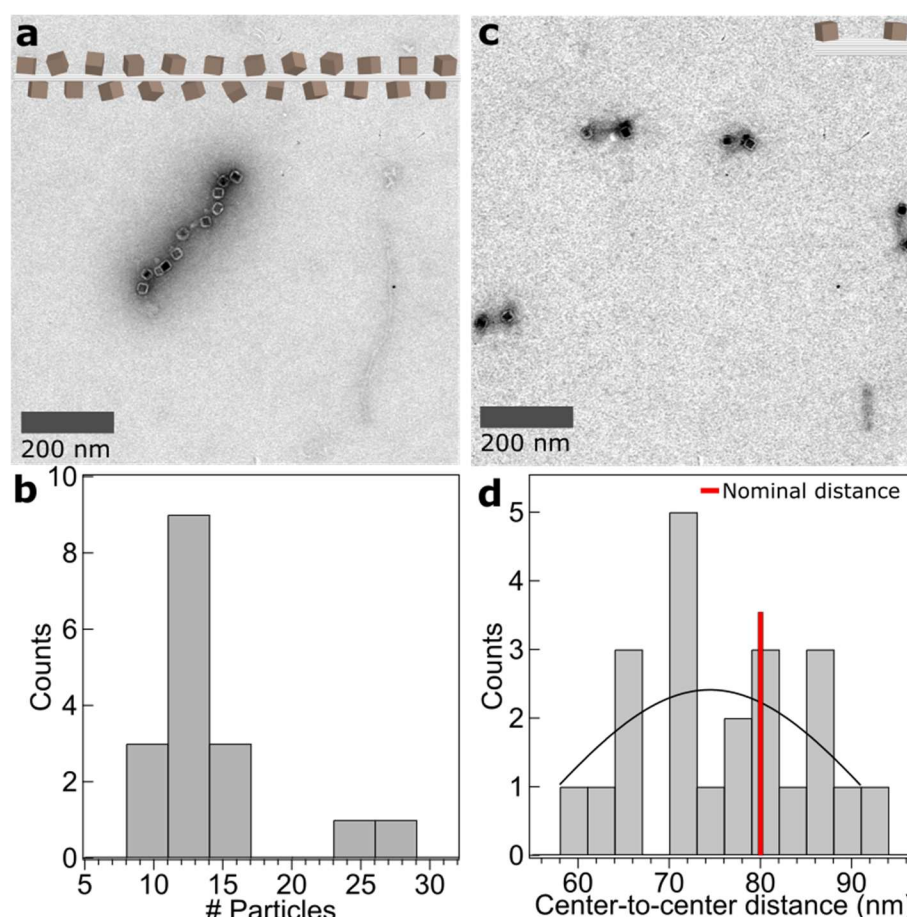 a
200 nm
c
200 nm
b
10
8
6
4
2
0
Counts
5 10 15 20 25 30
# Particles
d
Nominal distance
5
4
3
2
1
0
Counts
60 70 80 90
Center-to-center distance (nm)